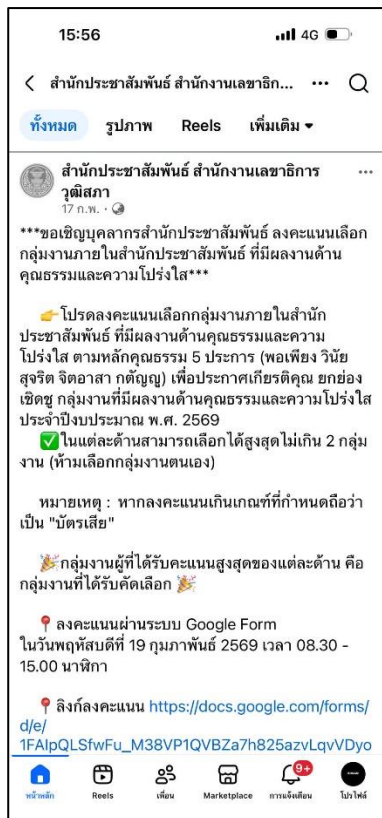 15:56
4G
สำนักประชาสัมพันธ์ สำนักงานเลขาธิก...
ทั้งหมด รูปภาพ Reels เพิ่มเติม
สำนักประชาสัมพันธ์ สำนักงานเลขาธิการ
วุฒิสภา
17 ก.พ. ·
***ขอเชิญบุคลากรสำนักประชาสัมพันธ์ ลงคะแนนเลือก
กลุ่มงานภายในสำนักประชาสัมพันธ์ ที่มีผลงานด้าน
คุณธรรมและความโปร่งใส***
👉โปรดลงคะแนนเลือกกลุ่มงานภายในสำนัก
ประชาสัมพันธ์ ที่มีผลงานด้านคุณธรรมและความ
โปร่งใส ตามหลักคุณธรรม 5 ประการ (พอเพียง วินัย
สุจริต จิตอาสา กตัญญู) เพื่อประกาศเกียรติคุณ ยกย่อง
เชิดชู กลุ่มงานที่มีผลงานด้านคุณธรรมและความโปร่งใส
ประจำปีงบประมาณ พ.ศ. 2569
✅ในแต่ละด้านสามารถเลือกได้สูงสุดไม่เกิน 2 กลุ่ม
งาน (ห้ามเลือกกลุ่มงานตนเอง)
หมายเหตุ : หากลงคะแนนเกินเกณฑ์ที่กำหนดถือว่า
เป็น "บัตรเสีย"
🎉กลุ่มงานผู้ที่ได้รับคะแนนสูงสุดของแต่ละด้าน คือ
กลุ่มงานที่ได้รับคัดเลือก 🎉
📍 ลงคะแนนผ่านระบบ Google Form
ในวันพฤหัสบดีที่ 19 กุมภาพันธ์ 2569 เวลา 08.30 -
15.00 นาฬิกา
📍 ลิงก์ลงคะแนน https://docs.google.com/forms/
d/e/
1FAIpQLSfwFu_M38VP1QVBZa7h825azvLqvVDyo
9+
หน้าหลัก Reels เพื่อน Marketplace การแจ้งเตือน โปรไฟล์